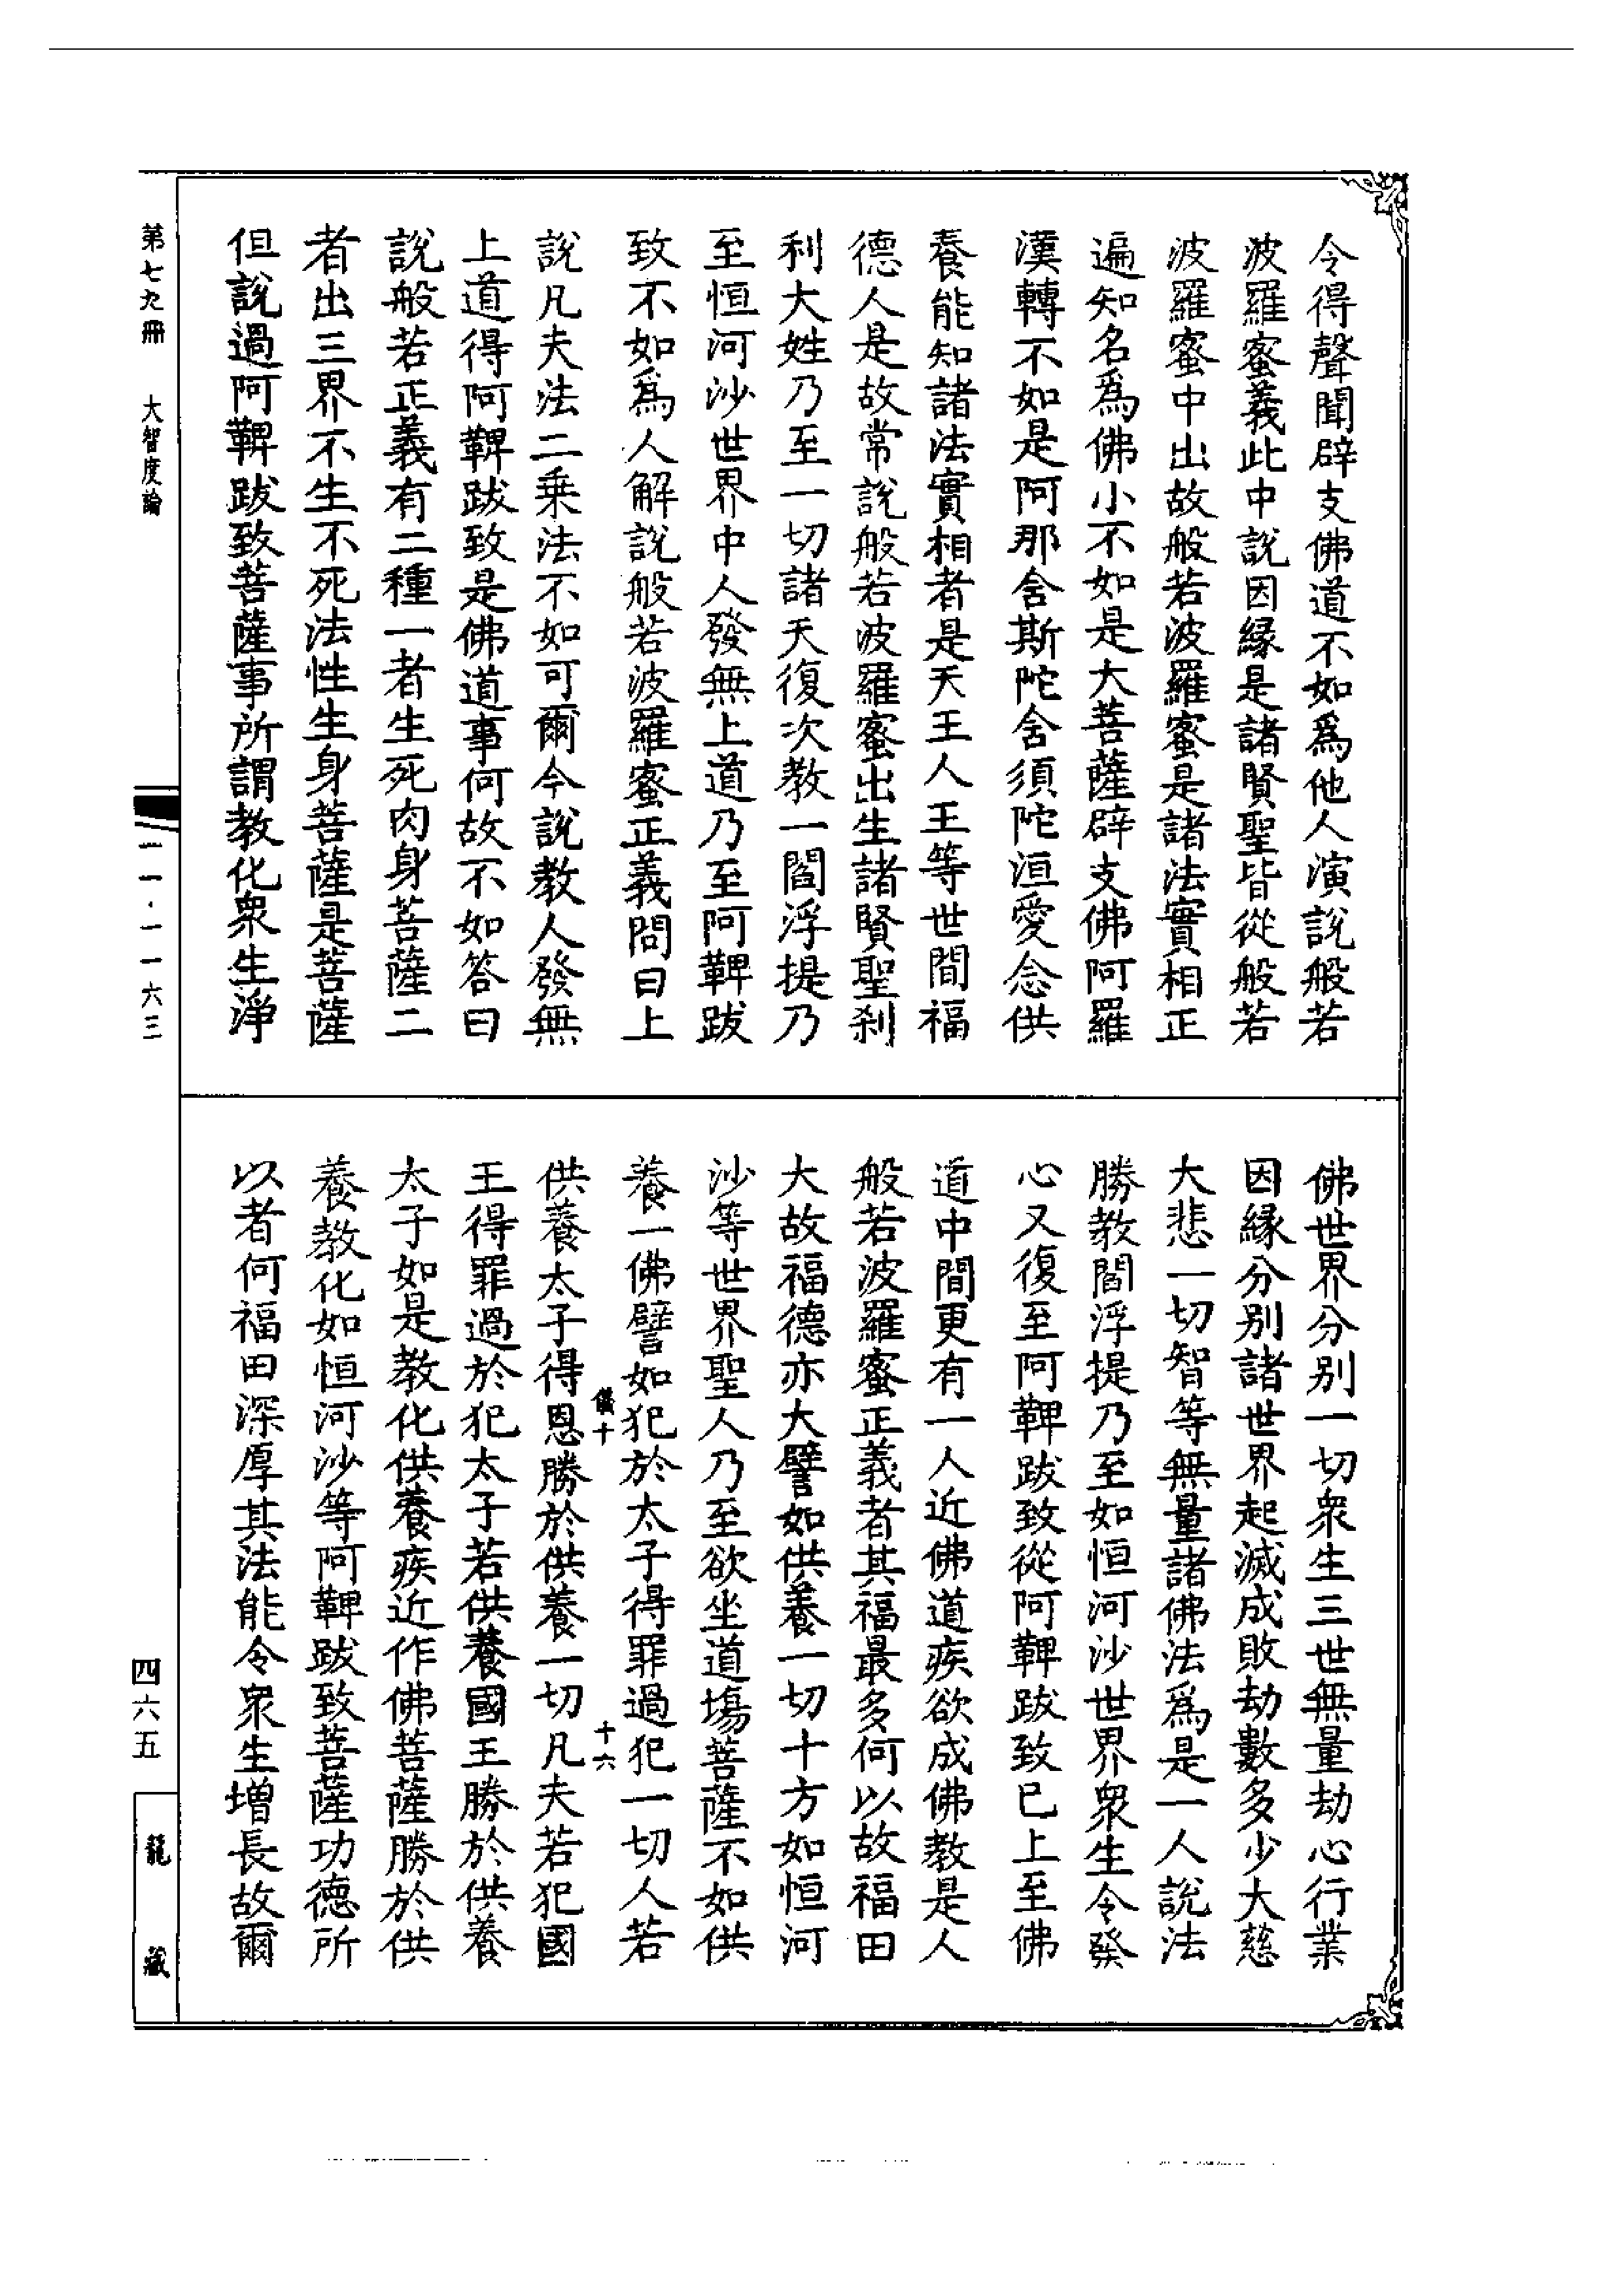 令得聲聞辟支佛道不如爲他人演說般若
波羅蜜義此中說因緣是諸賢聖皆從般若
波羅蜜中出故般若波羅蜜是諸法實相正
遍知名爲佛小不如是大菩薩辟支佛阿羅
漢轉不如是阿那含斯陀含須陀洹愛念供
養能知諸法實相者是天王人王等世間福
德人是故常說般若波羅蜜出生諸賢聖刹
利大姓乃至一切諸天復次教一閻浮提乃
至恒河沙世界中人發無上道乃至阿鞞跋
致不如爲人解說般若波羅蜜正義問曰上
說凡夫法二乘法不如可爾今說教人發無
上道得阿鞞跋致是佛道事何故不如答曰
說般若正義有二種一者生死肉身菩薩二
者出三界不生不死法性生身菩薩是菩薩
但說過阿鞞跋致菩薩事所謂教化衆生淨
佛世界分別一切衆生三世無量劫心行業
因緣分別諸世界起滅成敗劫數多少大慈
大悲一切智等無量諸佛法爲是一人說法
勝教閻浮提乃至如恒河沙世界衆生令發
心又復至阿鞞跋致從阿鞞跋致已上至佛
道中間更有一人近佛道疾欲成佛教是人
般若波羅蜜正義者其福最多何以故福田
大故福德亦大譬如供養一切十方如恒河
沙等世界聖人乃至欲坐道場菩薩不如供
養一佛譬如犯於太子得罪過犯一切人若
儀十 十六
供養太子得恩勝於供養一切凡夫若犯國
王得罪過於犯太子若供養國王勝於供養
太子如是教化供養疾近作佛菩薩勝於供
養教化如恒河沙等阿鞞跋致菩薩功德所
以者何福田深厚其法能令衆生增長故爾
第七九冊 大智度論
一一·一一六三
四六五
龍藏